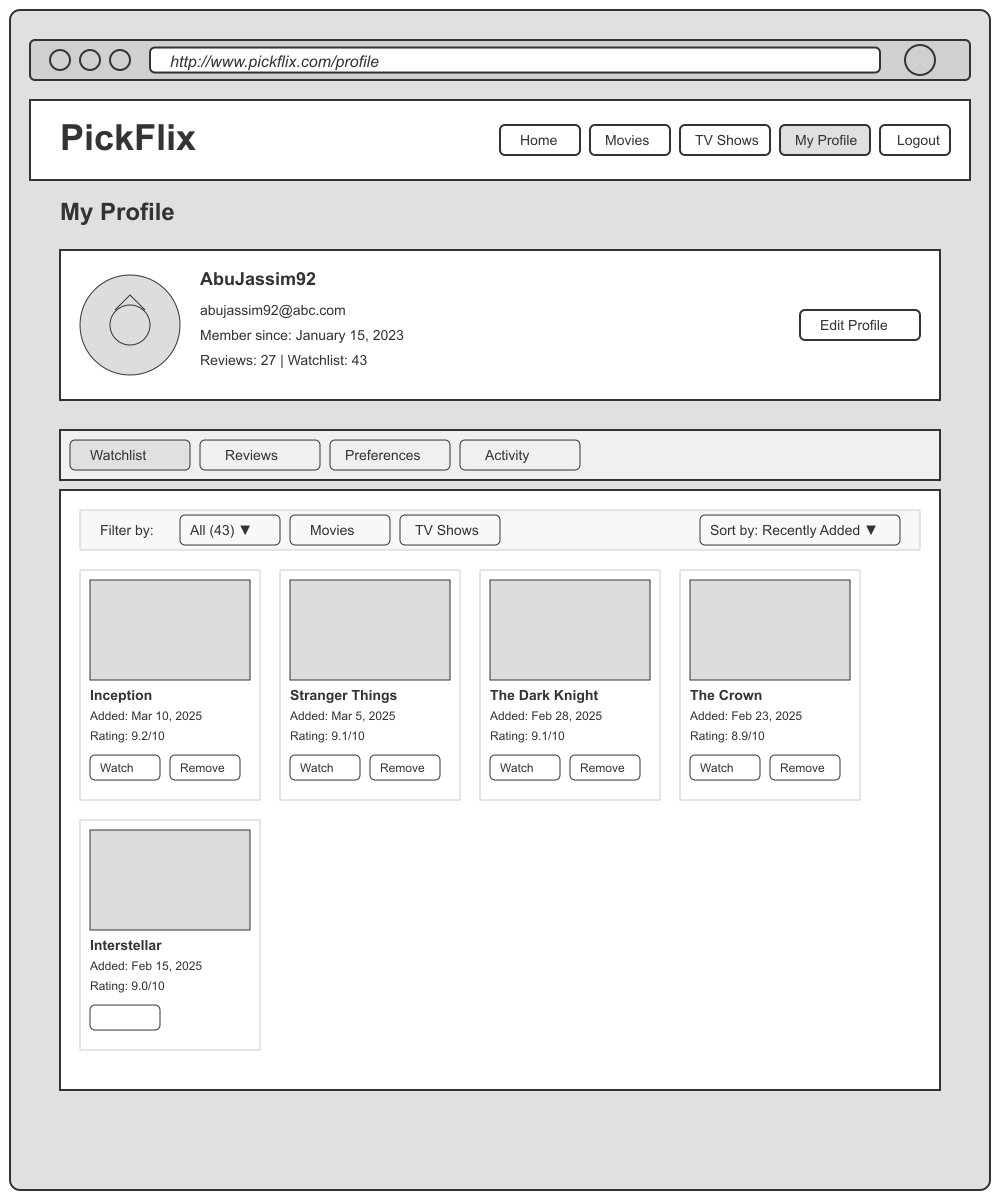 http://www.pickflix.com/profile
PickFlix
Home
Movies
TV Shows
My Profile
Logout
My Profile
AbuJassim92
abujassim92@abc.com
Member since: January 15, 2023
Reviews: 27 | Watchlist: 43
Edit Profile
Watchlist
Reviews
Preferences
Activity
Filter by:
All (43) ▼
Movies
TV Shows
Sort by: Recently Added ▼
Inception
Added: Mar 10, 2025
Rating: 9.2/10
Watch
Remove
Stranger Things
Added: Mar 5, 2025
Rating: 9.1/10
Watch
Remove
The Dark Knight
Added: Feb 28, 2025
Rating: 9.1/10
Watch
Remove
The Crown
Added: Feb 23, 2025
Rating: 8.9/10
Watch
Remove
Interstellar
Added: Feb 15, 2025
Rating: 9.0/10